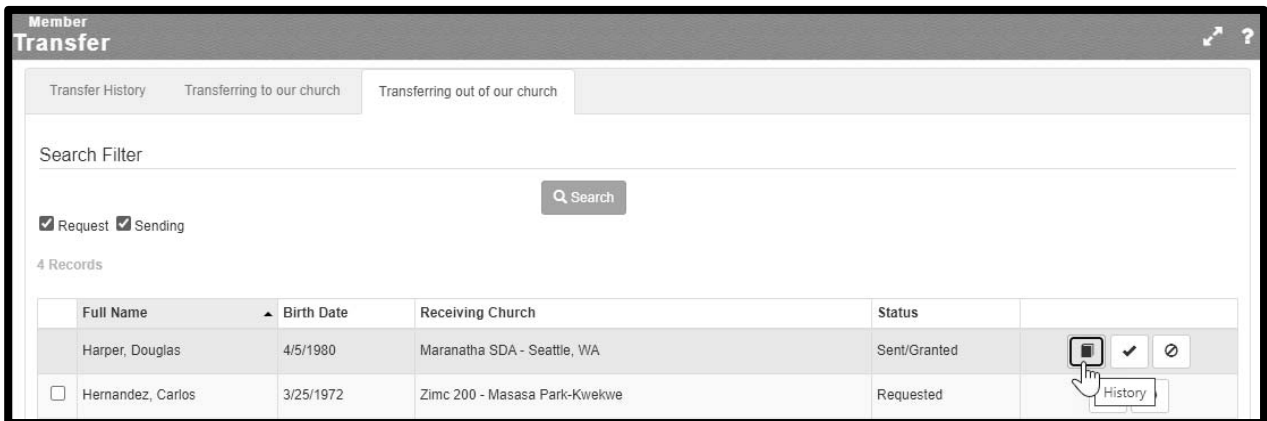 Member
Transfer
?
Transfer History Transferring to our church Transferring out of our church
Search Filter
Search
Request Sending
4 Records
Full Name Birth Date Receiving Church Status
Harper, Douglas 4/5/1980 Maranatha SDA - Seattle, WA Sent/Granted
Hernandez, Carlos 3/25/1972 Zimc 200 - Masasa Park-Kwekwe Requested
History